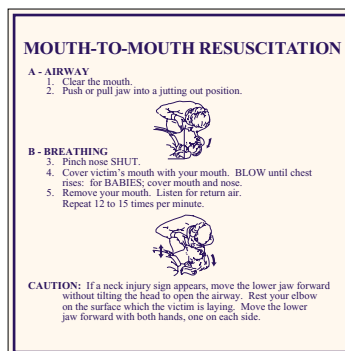 MOUTH-TO-MOUTH RESUSCITATION
A - AIRWAY
1. Clear the mouth.
2. Push or pull jaw into a jutting out position.
B - BREATHING
3. Pinch nose SHUT.
4. Cover victim's mouth with your mouth. BLOW until chest
rises: for BABIES; cover mouth and nose.
5. Remove your mouth. Listen for return air.
Repeat 12 to 15 times per minute.
CAUTION: If a neck injury sign appears, move the lower jaw forward
without tilting the head to open the airway. Rest your elbow
on the surface which the victim is laying. Move the lower
jaw forward with both hands, one on each side.